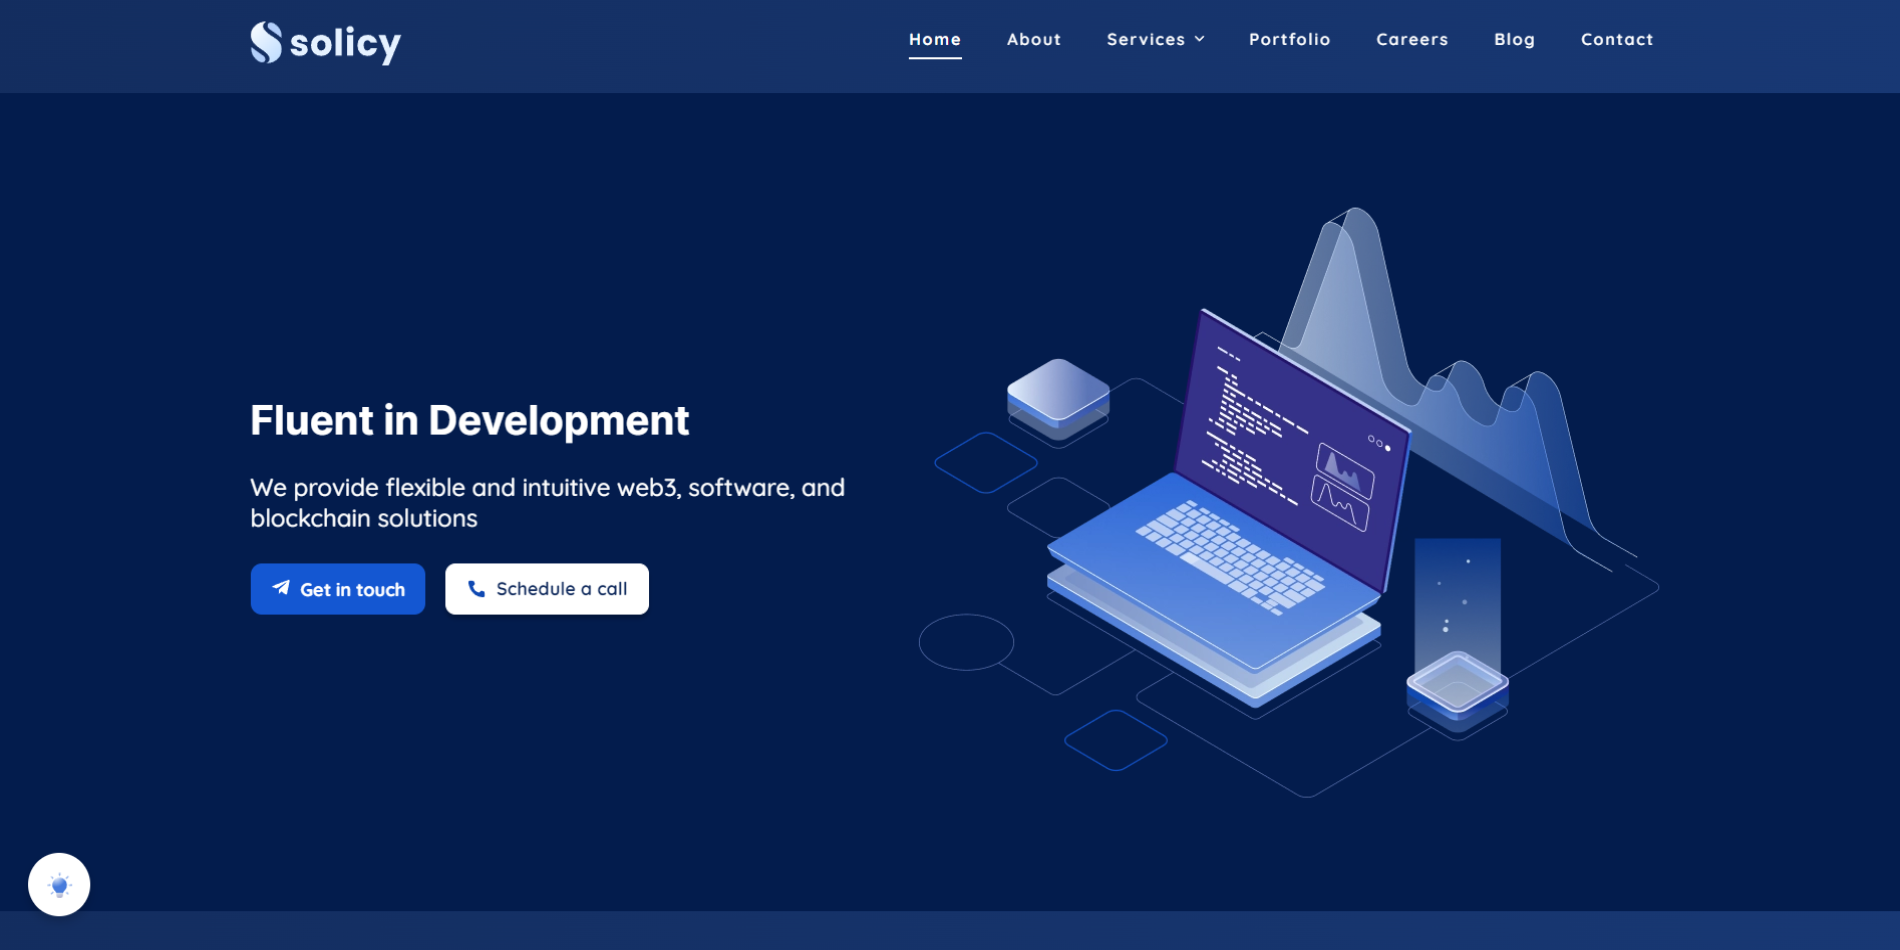 solicy
Home About Services Portfolio Careers Blog Contact
Fluent in Development
We provide flexible and intuitive web3, software, and
blockchain solutions
Get in touch Schedule a call